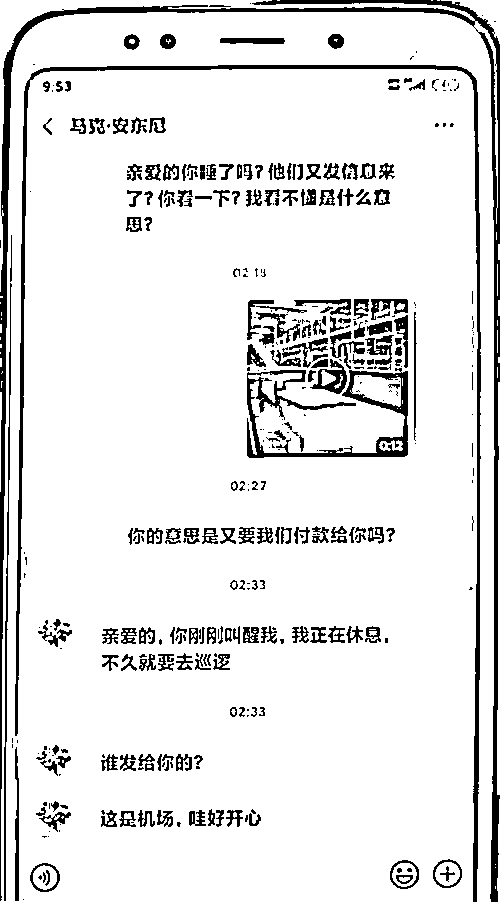 9:53
马克·安东尼
亲爱的你睡了吗？他们又发信息来
了？你看一下？我看不懂是什么意
思？
02:18
0:12
02:27
你的意思是又要我们付款给你吗？
02:33
亲爱的，你刚刚叫醒我，我正在休息，
不久就要去巡逻
02:33
谁发给你的？
这是机场，哇好开心